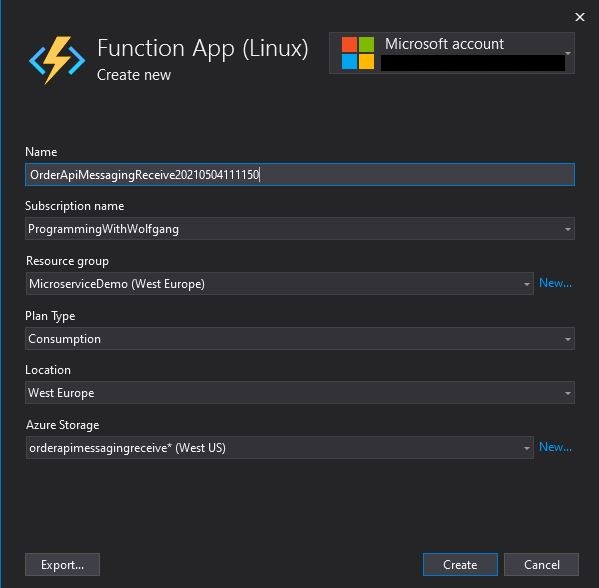 Function App (Linux)
Create new
Microsoft account
Name
OrderApiMessagingReceive20210504111150
Subscription name
ProgrammingWithWolfgang
Resource group
MicroserviceDemo (West Europe)
New...
Plan Type
Consumption
Location
West Europe
Azure Storage
orderapimessagingreceive* (West US)
New...
Export...
Create
Cancel